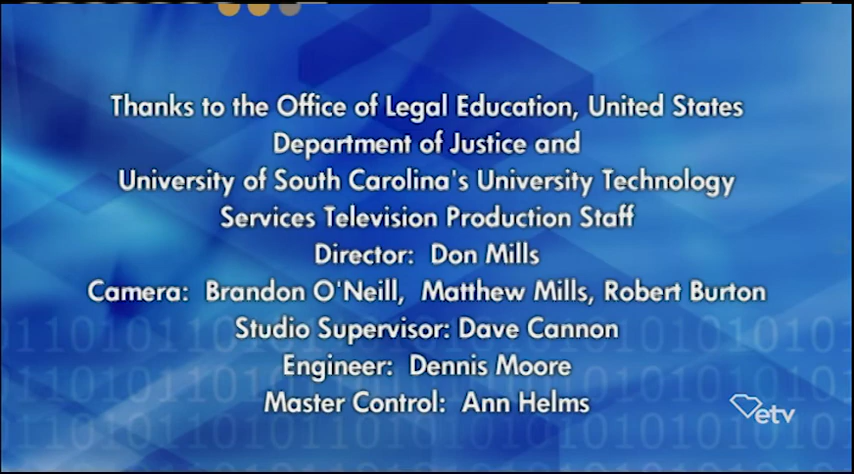 Thanks to the Office of Legal Education, United States
Department of Justice and
University of South Carolina's University Technology
Services Television Production Staff
Director:  Don Mills
Camera:  Brandon O'Neill,  Matthew Mills, Robert Burton
Studio Supervisor: Dave Cannon
Engineer:  Dennis Moore
Master Control:  Ann Helms
etv